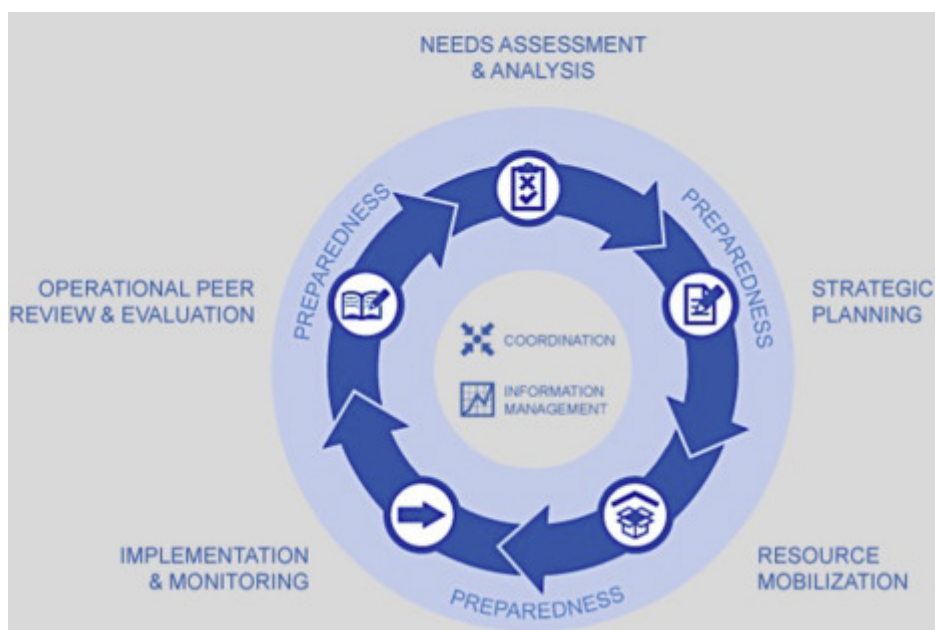 NEEDS ASSESSMENT
& ANALYSIS
PREPAREDNESS
PREPAREDNESS
OPERATIONAL PEER
REVIEW & EVALUATION
STRATEGIC
PLANNING
COORDINATION
INFORMATION
MANAGEMENT
IMPLEMENTATION
& MONITORING
RESOURCE
MOBILIZATION
PREPAREDNESS